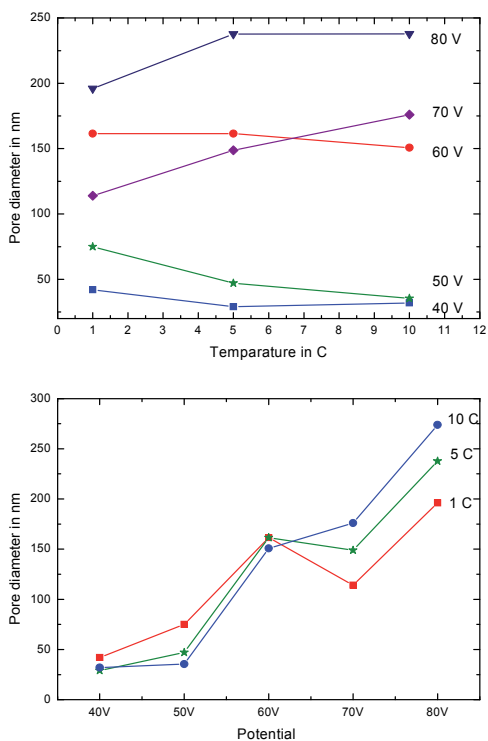 250
200
150
100
50
80 V
70 V
60 V
50 V
40 V
0 1 2 3 4 5 6 7 8 9 10 11 12
Temparature in C
Pore diameter in nm
300
250
200
150
100
50
0
10 C
5 C
1 C
40V 50V 60V 70V 80V
Potential
Pore diameter in nm